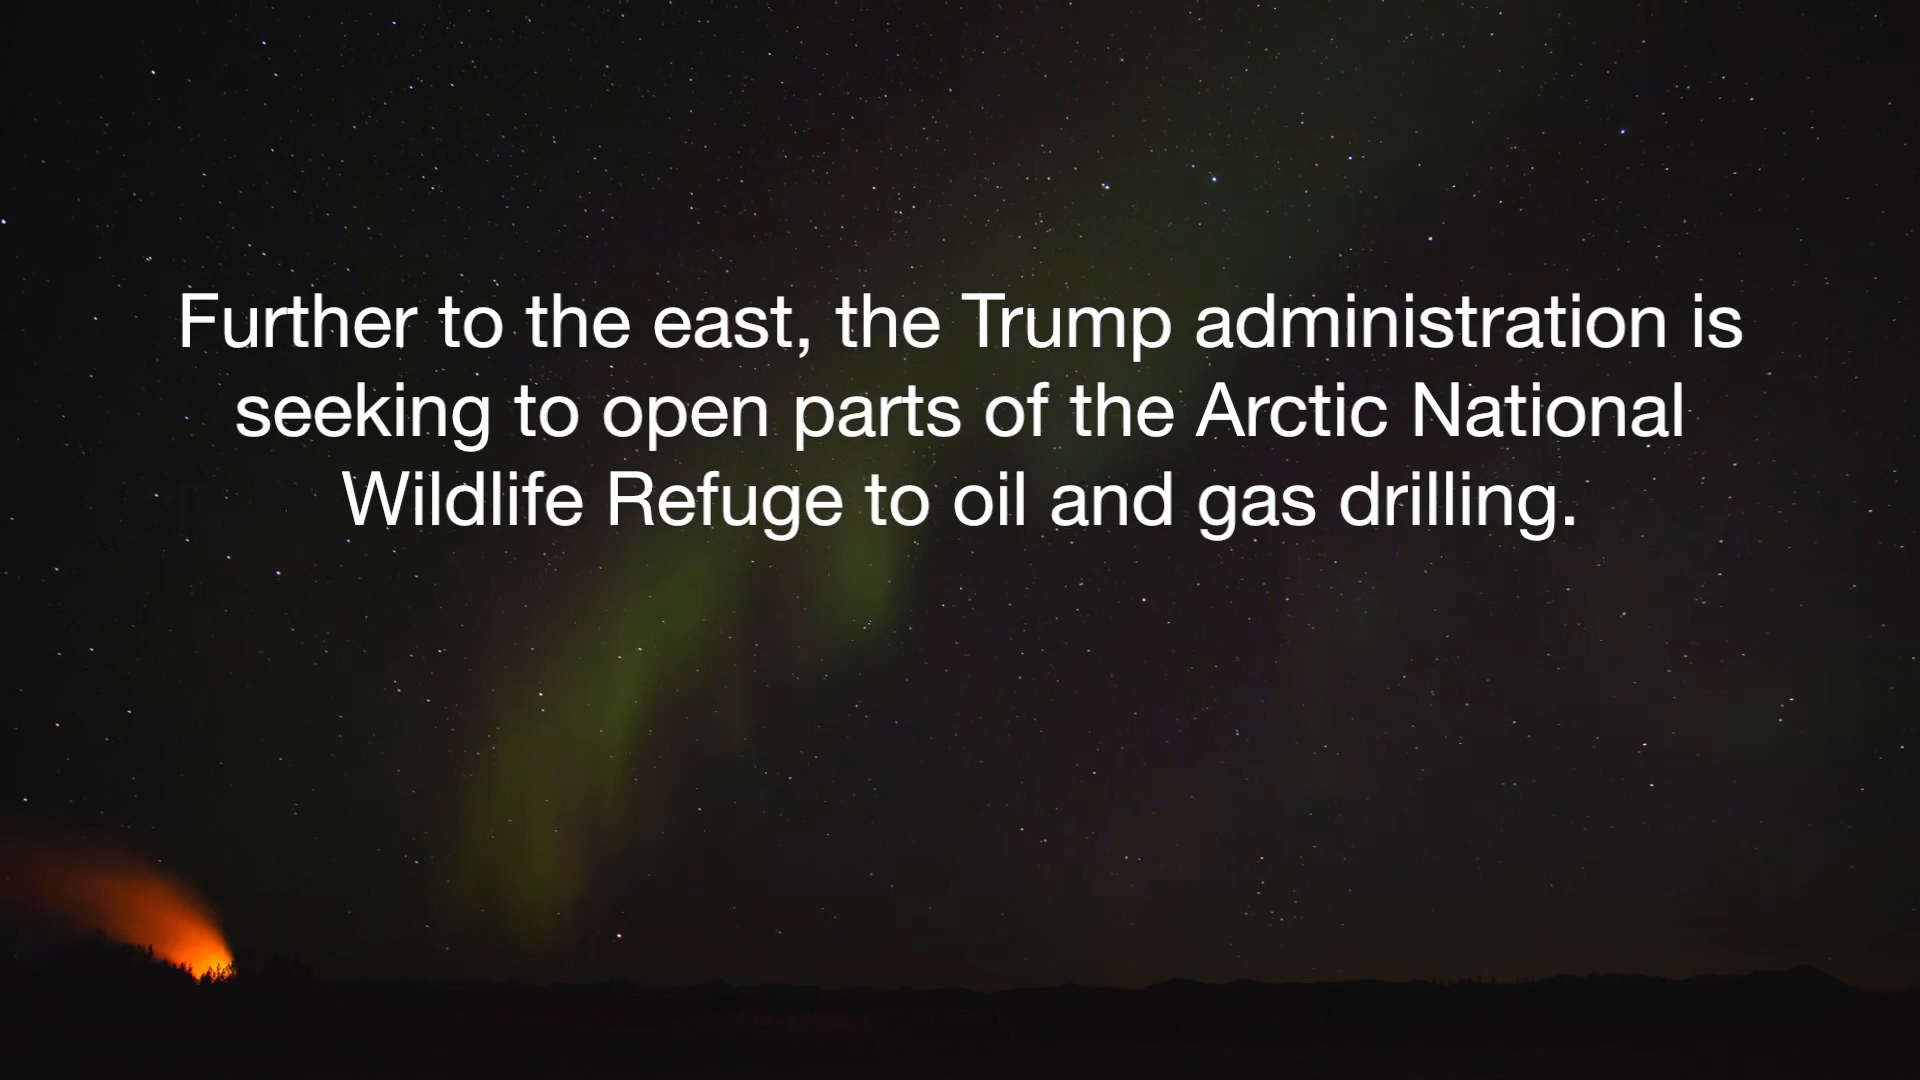 Further to the east, the Trump administration is
seeking to open parts of the Arctic National
Wildlife Refuge to oil and gas drilling.